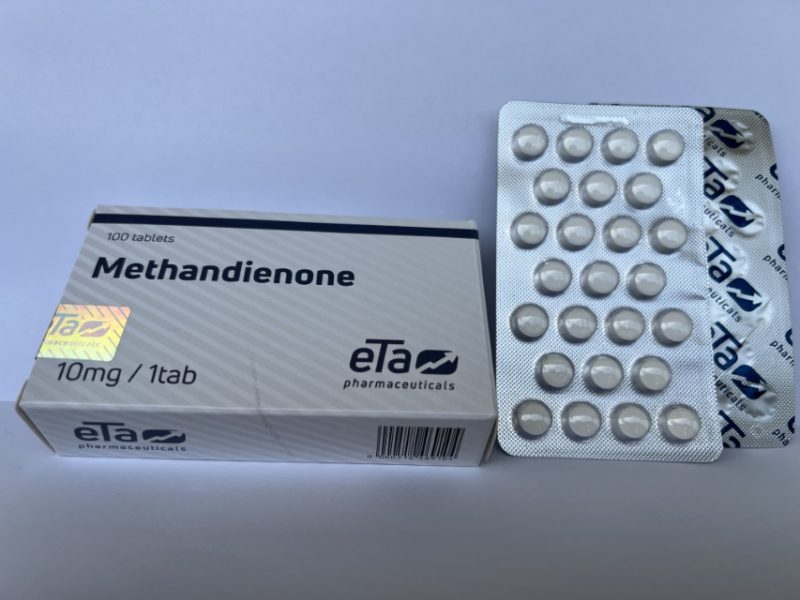 100 tablets
Methandienone
eTa
pharmaceuticals
10mg / 1tab
eTa
pharmaceuticals
eTa
pharmaceuticals